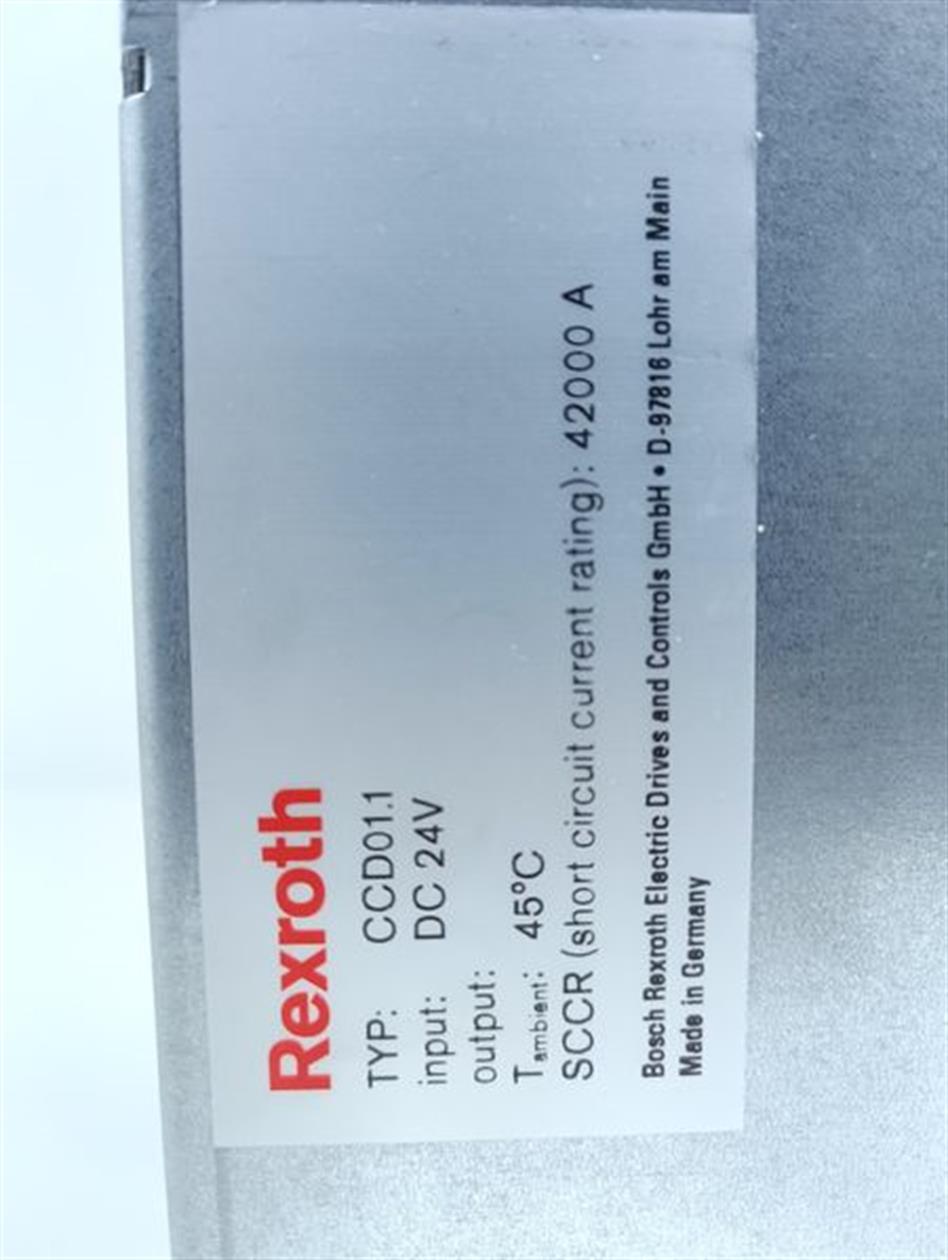 Rexroth
TYP: CCD01.1
input: DC 24V
output:
Tambient: 45°C
SCCR (short circuit current rating): 42000 A
Bosch Rexroth Electric Drives and Controls GmbH • D-97816 Lohr am Main
Made in Germany